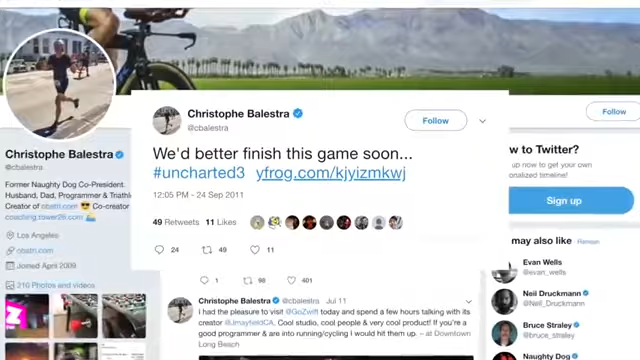 Christophe Balestra
@cbalestra
Follow
We'd better finish this game soon...
#uncharted3 yfrog.com/kjyizmkwj
12:05 PM - 24 Sep 2011
49 Retweets 11 Likes
24 49 11
Christophe Balestra
@cbalestra
Former Naughty Dog Co-President.
Husband, Dad, Programmer & Triathl
Creator of obatri.com Co-creator
coaching.tower26.com
Los Angeles
obatri.com
Joined April 2009
210 Photos and videos
1 98 401
Christophe Balestra @cbalestra Jul 11
I had the pleasure to visit @GoZwift today and spend a few hours talking with its
creator @JmayfieldCA, Cool studio, cool people & very cool product! If you're a
good programmer & are into running/cycling I would hit them up. – at Downtown
Long Beach
Follow
w to Twitter?
up now to get your own
onalized timeline!
Sign up
may also like Refresh
Evan Wells
@evan_wells
Neil Druckmann
@Neil_Druckmann
Bruce Straley
@bruce_straley
Naughty Dog